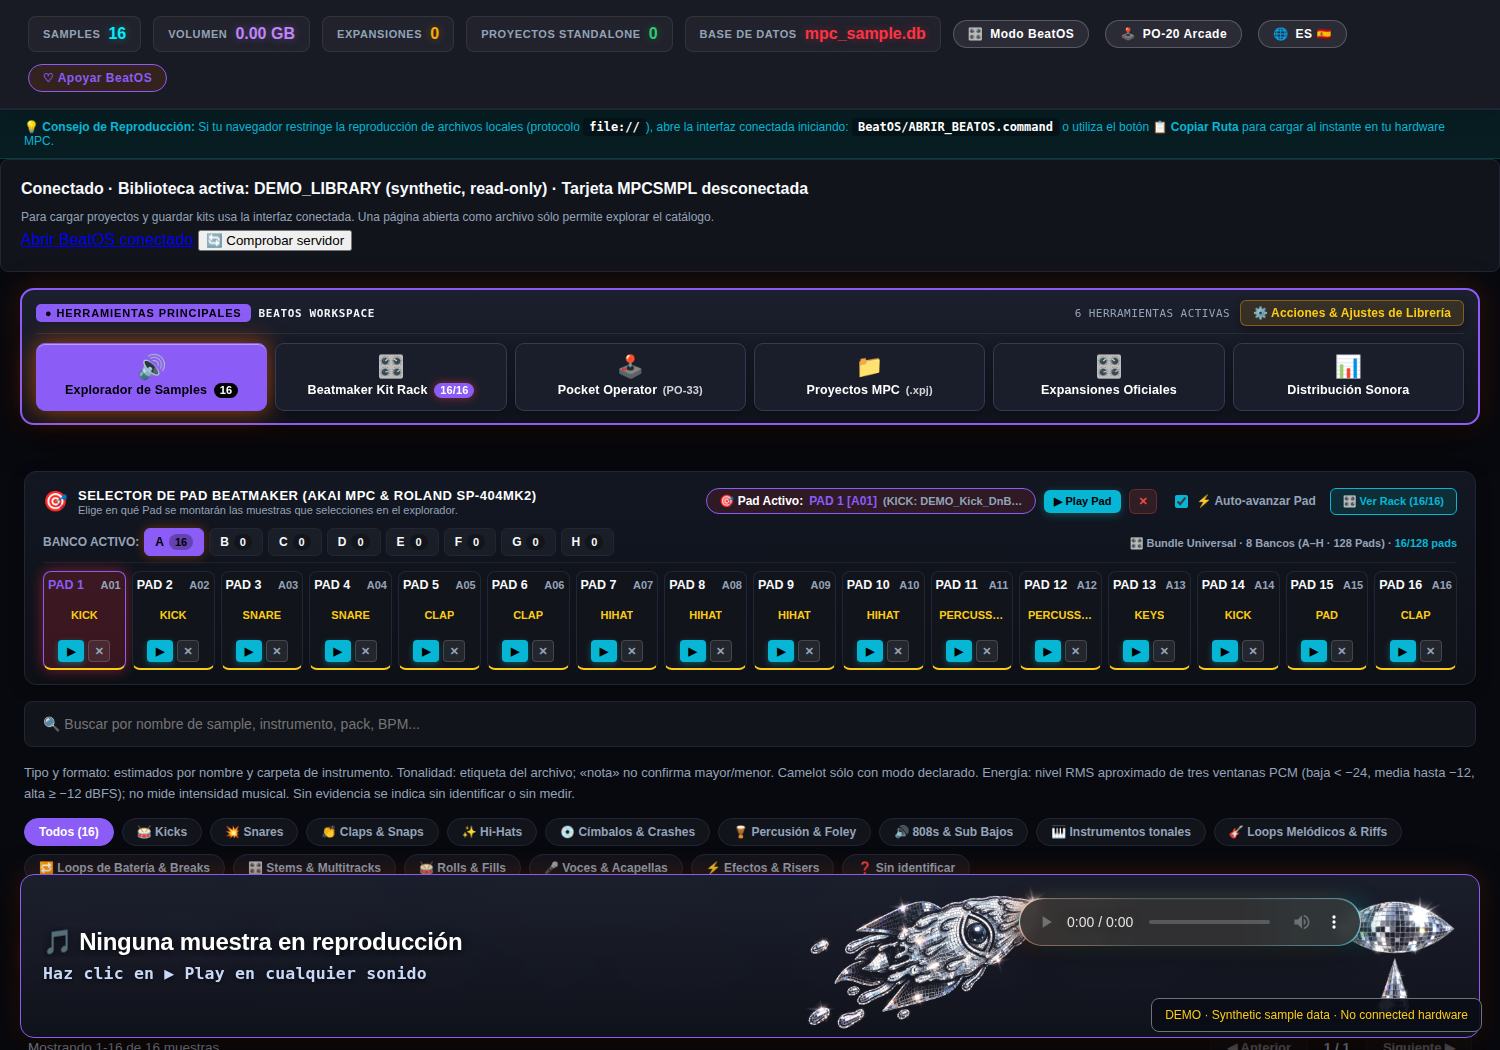 SAMPLES 16 VOLUMEN 0.00 GB EXPANSIONES 0 PROYECTOS STANDALONE 0 BASE DE DATOS mpc_sample.db 🎛️ Modo BeatOS 🕹️ PO-20 Arcade 🌐 ES 🇪🇸
♡ Apoyar BeatOS
💡 Consejo de Reproducción: Si tu navegador restringe la reproducción de archivos locales (protocolo file:// ), abre la interfaz conectada iniciando: BeatOS/ABRIR_BEATOS.command o utiliza el botón 📋 Copiar Ruta para cargar al instante en tu hardware
MPC.
Conectado · Biblioteca activa: DEMO_LIBRARY (synthetic, read-only) · Tarjeta MPCSMPL desconectada
Para cargar proyectos y guardar kits usa la interfaz conectada. Una página abierta como archivo sólo permite explorar el catálogo.
Abrir BeatOS conectado 🔄 Comprobar servidor
● HERRAMIENTAS PRINCIPALES BEATOS WORKSPACE 6 HERRAMIENTAS ACTIVAS ⚙️ Acciones & Ajustes de Librería
Explorador de Samples 16 Beatmaker Kit Rack 16/16 Pocket Operator (PO-33) Proyectos MPC (.xpj) Expansiones Oficiales Distribución Sonora
SELECTOR DE PAD BEATMAKER (AKAI MPC & ROLAND SP-404MK2)
Elige en qué Pad se montarán las muestras que selecciones en el explorador.
🎯 Pad Activo: PAD 1 [A01] (KICK: DEMO_Kick_DnB... ▶ Play Pad ✕ ⚡ Auto-avanzar Pad 🎛️ Ver Rack (16/16)
BANCO ACTIVO: A 16 B 0 C 0 D 0 E 0 F 0 G 0 H 0 🎛️ Bundle Universal · 8 Bancos (A–H · 128 Pads) · 16/128 pads
PAD 1 A01 PAD 2 A02 PAD 3 A03 PAD 4 A04 PAD 5 A05 PAD 6 A06 PAD 7 A07 PAD 8 A08 PAD 9 A09 PAD 10 A10 PAD 11 A11 PAD 12 A12 PAD 13 A13 PAD 14 A14 PAD 15 A15 PAD 16 A16
KICK KICK SNARE SNARE CLAP CLAP HIHAT HIHAT HIHAT HIHAT PERCUSS... PERCUSS... KEYS KICK PAD CLAP
▶ ✕ ▶ ✕ ▶ ✕ ▶ ✕ ▶ ✕ ▶ ✕ ▶ ✕ ▶ ✕ ▶ ✕ ▶ ✕ ▶ ✕ ▶ ✕ ▶ ✕ ▶ ✕ ▶ ✕ ▶ ✕
🔍 Buscar por nombre de sample, instrumento, pack, BPM...
Tipo y formato: estimados por nombre y carpeta de instrumento. Tonalidad: etiqueta del archivo; «nota» no confirma mayor/menor. Camelot sólo con modo declarado. Energía: nivel RMS aproximado de tres ventanas PCM (baja < −24, media hasta −12,
alta ≥ −12 dBFS); no mide intensidad musical. Sin evidencia se indica sin identificar o sin medir.
Todos (16) 🥁 Kicks 💥 Snares 👏 Claps & Snaps ✨ Hi-Hats 💿 Címbalos & Crashes 🪘 Percusión & Foley 🔊 808s & Sub Bajos 🎹 Instrumentos tonales 🎸 Loops Melódicos & Riffs
🔁 Loops de Batería & Breaks 🎛️ Stems & Multitracks 🥁 Rolls & Fills 🎤 Voces & Acapellas ⚡ Efectos & Risers ❓ Sin identificar
🎵 Ninguna muestra en reproducción
Haz clic en ▶ Play en cualquier sonido
0:00 / 0:00
DEMO · Synthetic sample data · No connected hardware
Mostrando 1-16 de 16 muestras ◀ Anterior 1 / 1 Siguiente ▶